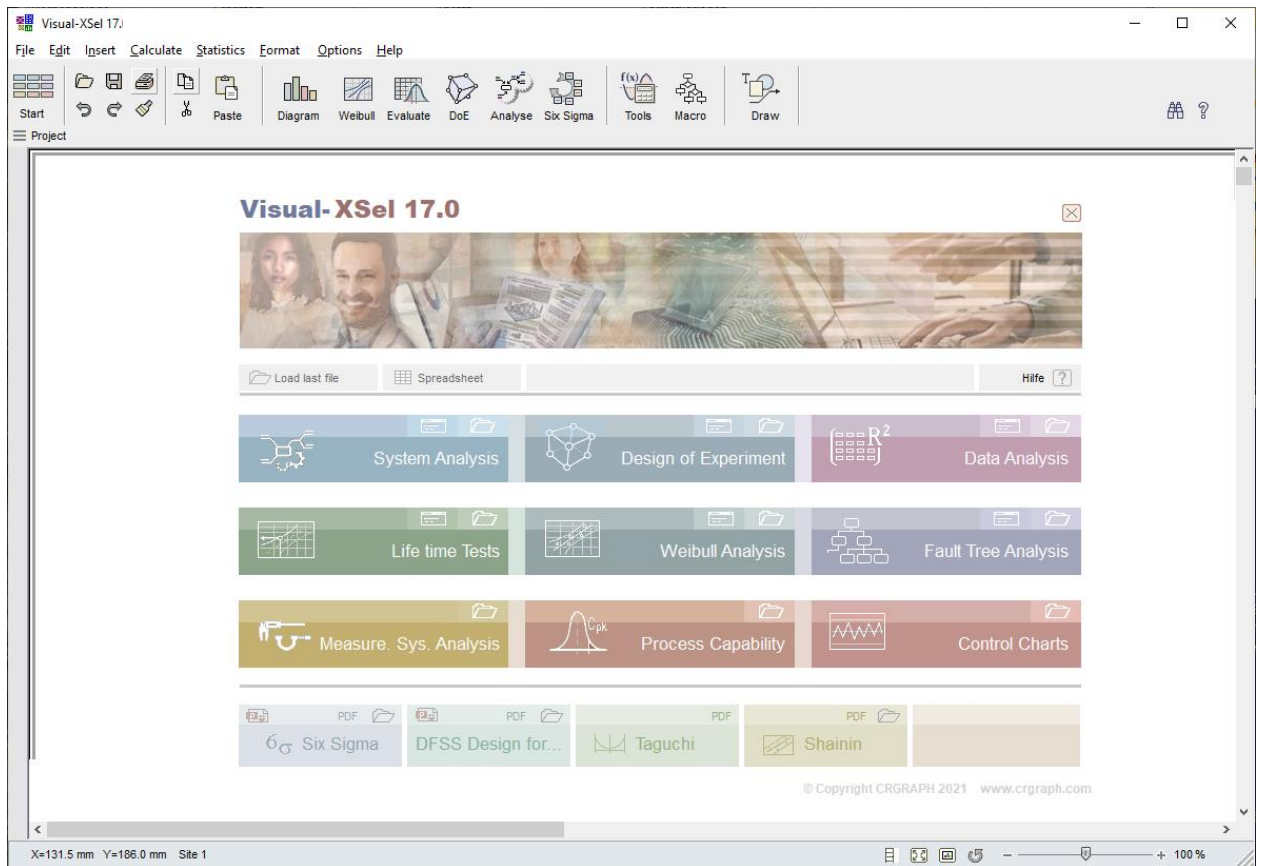 Visual-XSel 17.
File Edit Insert Calculate Statistics Format Options Help
Start Paste Diagram Weibull Evaluate DoE Analyse Six Sigma Tools Macro Draw
f(x)
T
Project
Visual-XSel 17.0
Load last file Spreadsheet Hilfe ?
System Analysis Design of Experiment R² Data Analysis
Life time Tests Weibull Analysis Fault Tree Analysis
Measure. Sys. Analysis Cpk Process Capability Control Charts
PDF PDF PDF PDF
6σ Six Sigma DFSS Design for... Taguchi Shainin
© Copyright CRGRAPH 2021 www.crgraph.com
X=131.5 mm Y=186.0 mm Site 1 100 %